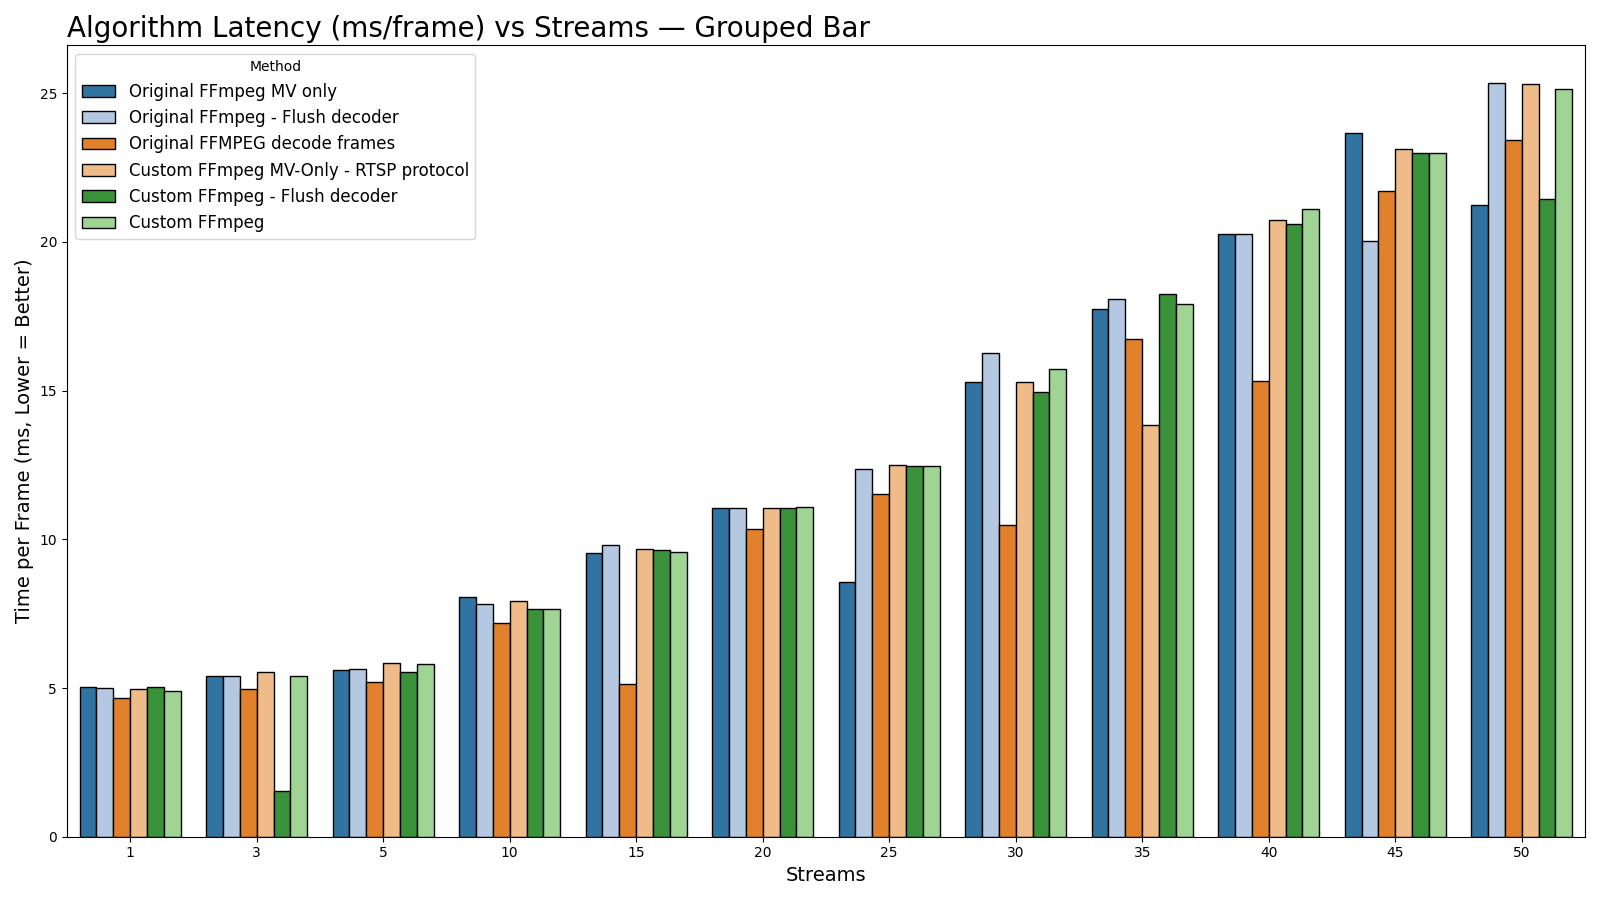 Algorithm Latency (ms/frame) vs Streams — Grouped Bar
Method
Original FFmpeg MV only
Original FFmpeg - Flush decoder
Original FFMPEG decode frames
Custom FFmpeg MV-Only - RTSP protocol
Custom FFmpeg - Flush decoder
Custom FFmpeg
Time per Frame (ms, Lower = Better)
25
20
15
10
5
0
1 3 5 10 15 20 25 30 35 40 45 50
Streams